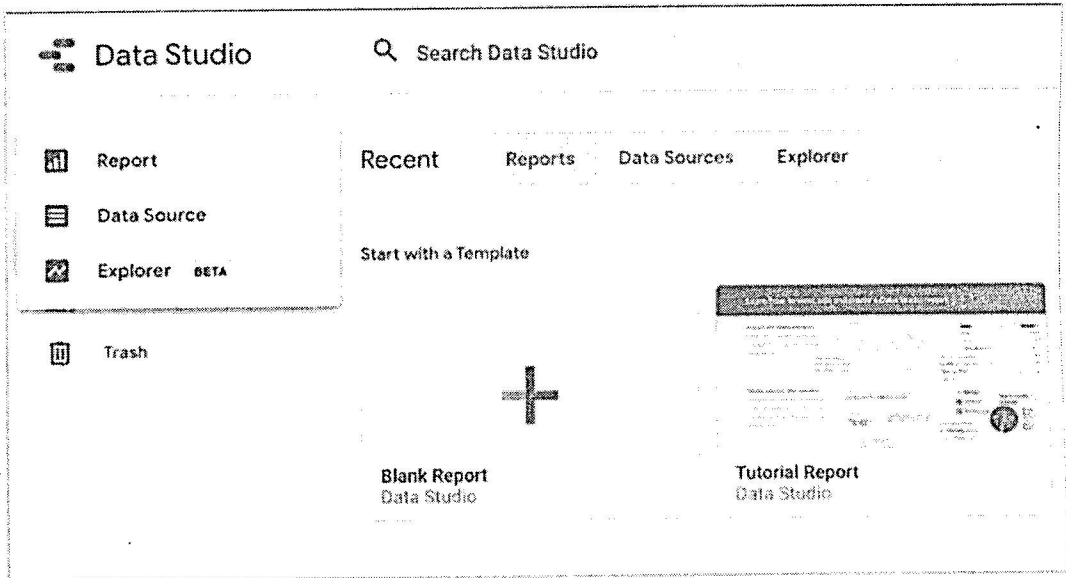 Data Studio
Search Data Studio
Report
Data Source
Explorer BETA
Trash
Recent Reports Data Sources Explorer
Start with a Template
Blank Report
Data Studio
Tutorial Report
Data Studio